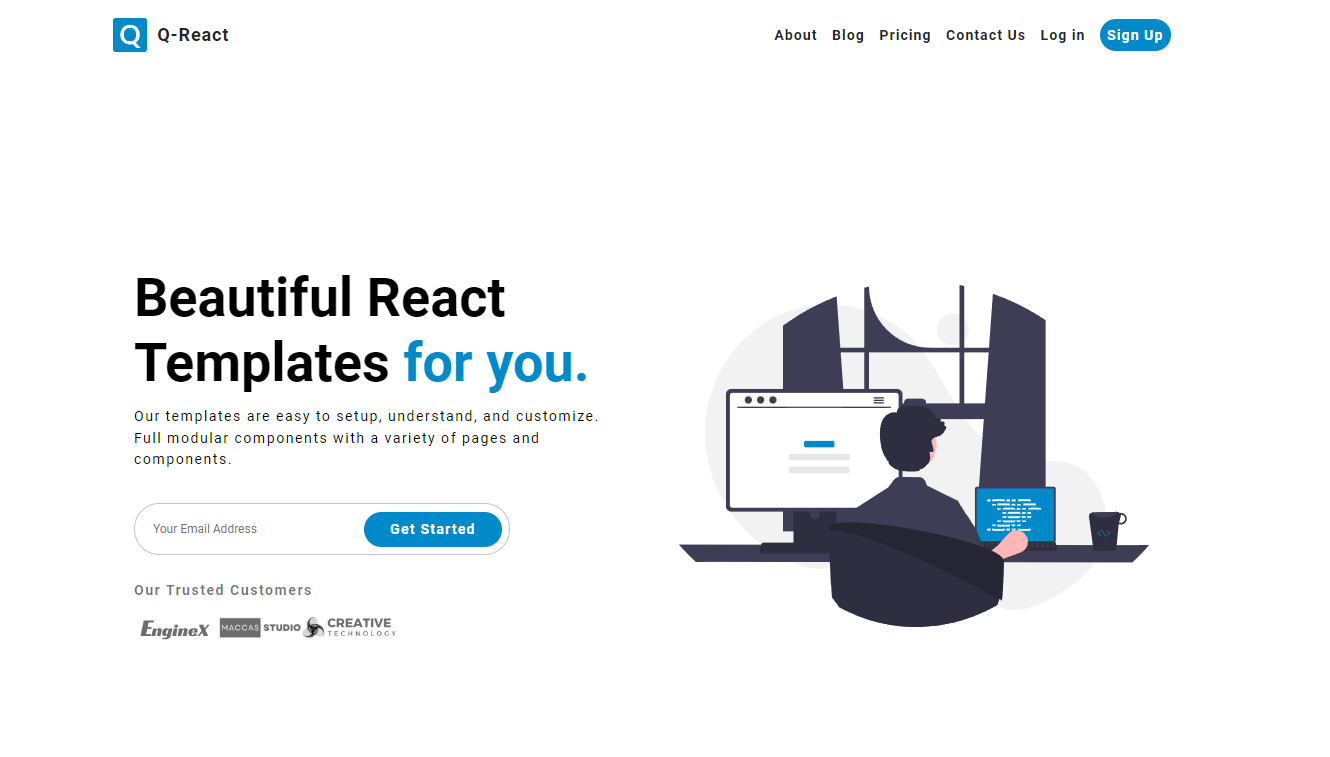 Q Q-React
About Blog Pricing Contact Us Log in Sign Up
Beautiful React
Templates for you.
Our templates are easy to setup, understand, and customize.
Full modular components with a variety of pages and
components.
Your Email Address Get Started
Our Trusted Customers
EngineX MACCAS STUDIO CREATIVE
TECHNOLOGY